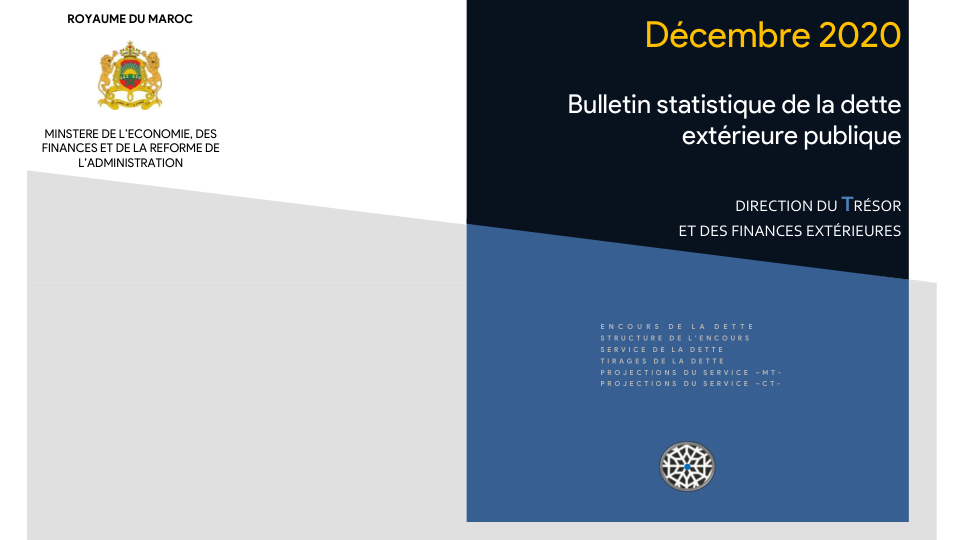 ROYAUME DU MAROC
MINSTERE DE L'ECONOMIE, DES
FINANCES ET DE LA REFORME DE
L'ADMINISTRATION
Décembre 2020
Bulletin statistique de la dette
extérieure publique
DIRECTION DU TRÉSOR
ET DES FINANCES EXTÉRIEURES
ENCOURS DE LA DETTE
STRUCTURE DE L'ENCOURS
SERVICE DE LA DETTE
TIRAGES DE LA DETTE
PROJECTIONS DU SERVICE –MT-
PROJECTIONS DU SERVICE –CT-